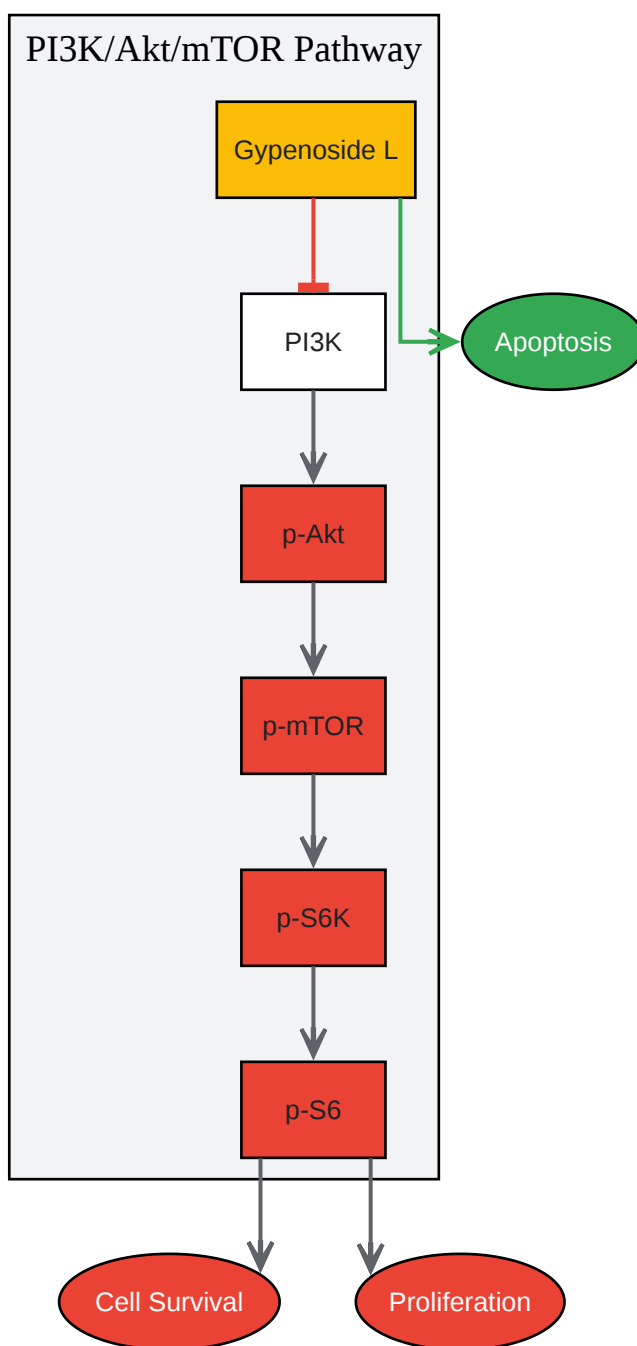 PI3K/Akt/mTOR Pathway
Gypenoside L
PI3K
Apoptosis
p-Akt
p-mTOR
p-S6K
p-S6
Cell Survival
Proliferation